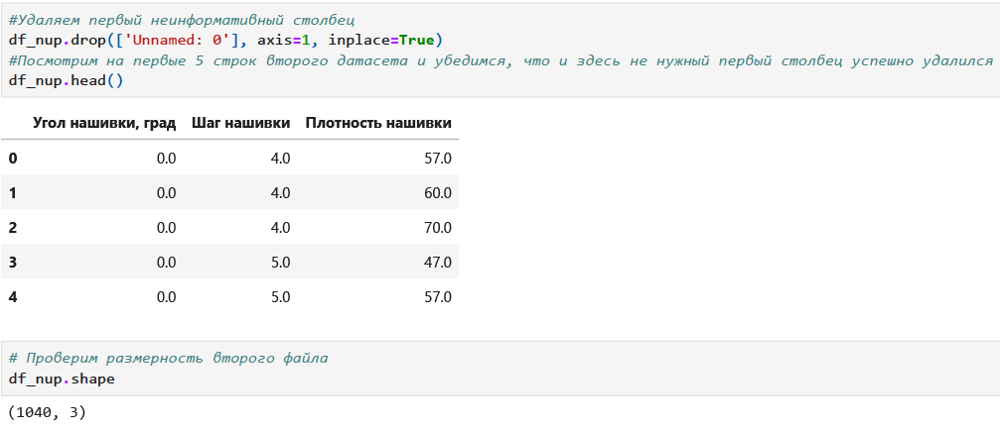 #Удаляем первый неинформативный столбец
df_nup.drop(['Unnamed: 0'], axis=1, inplace=True)
#Посмотрим на первые 5 строк второго датасета и убедимся, что и здесь не нужный первый столбец успешно удалился
df_nup.head()
Угол нашивки, град Шаг нашивки Плотность нашивки
0 0.0 4.0 57.0
1 0.0 4.0 60.0
2 0.0 4.0 70.0
3 0.0 5.0 47.0
4 0.0 5.0 57.0
# Проверим размерность второго файла
df_nup.shape
(1040, 3)